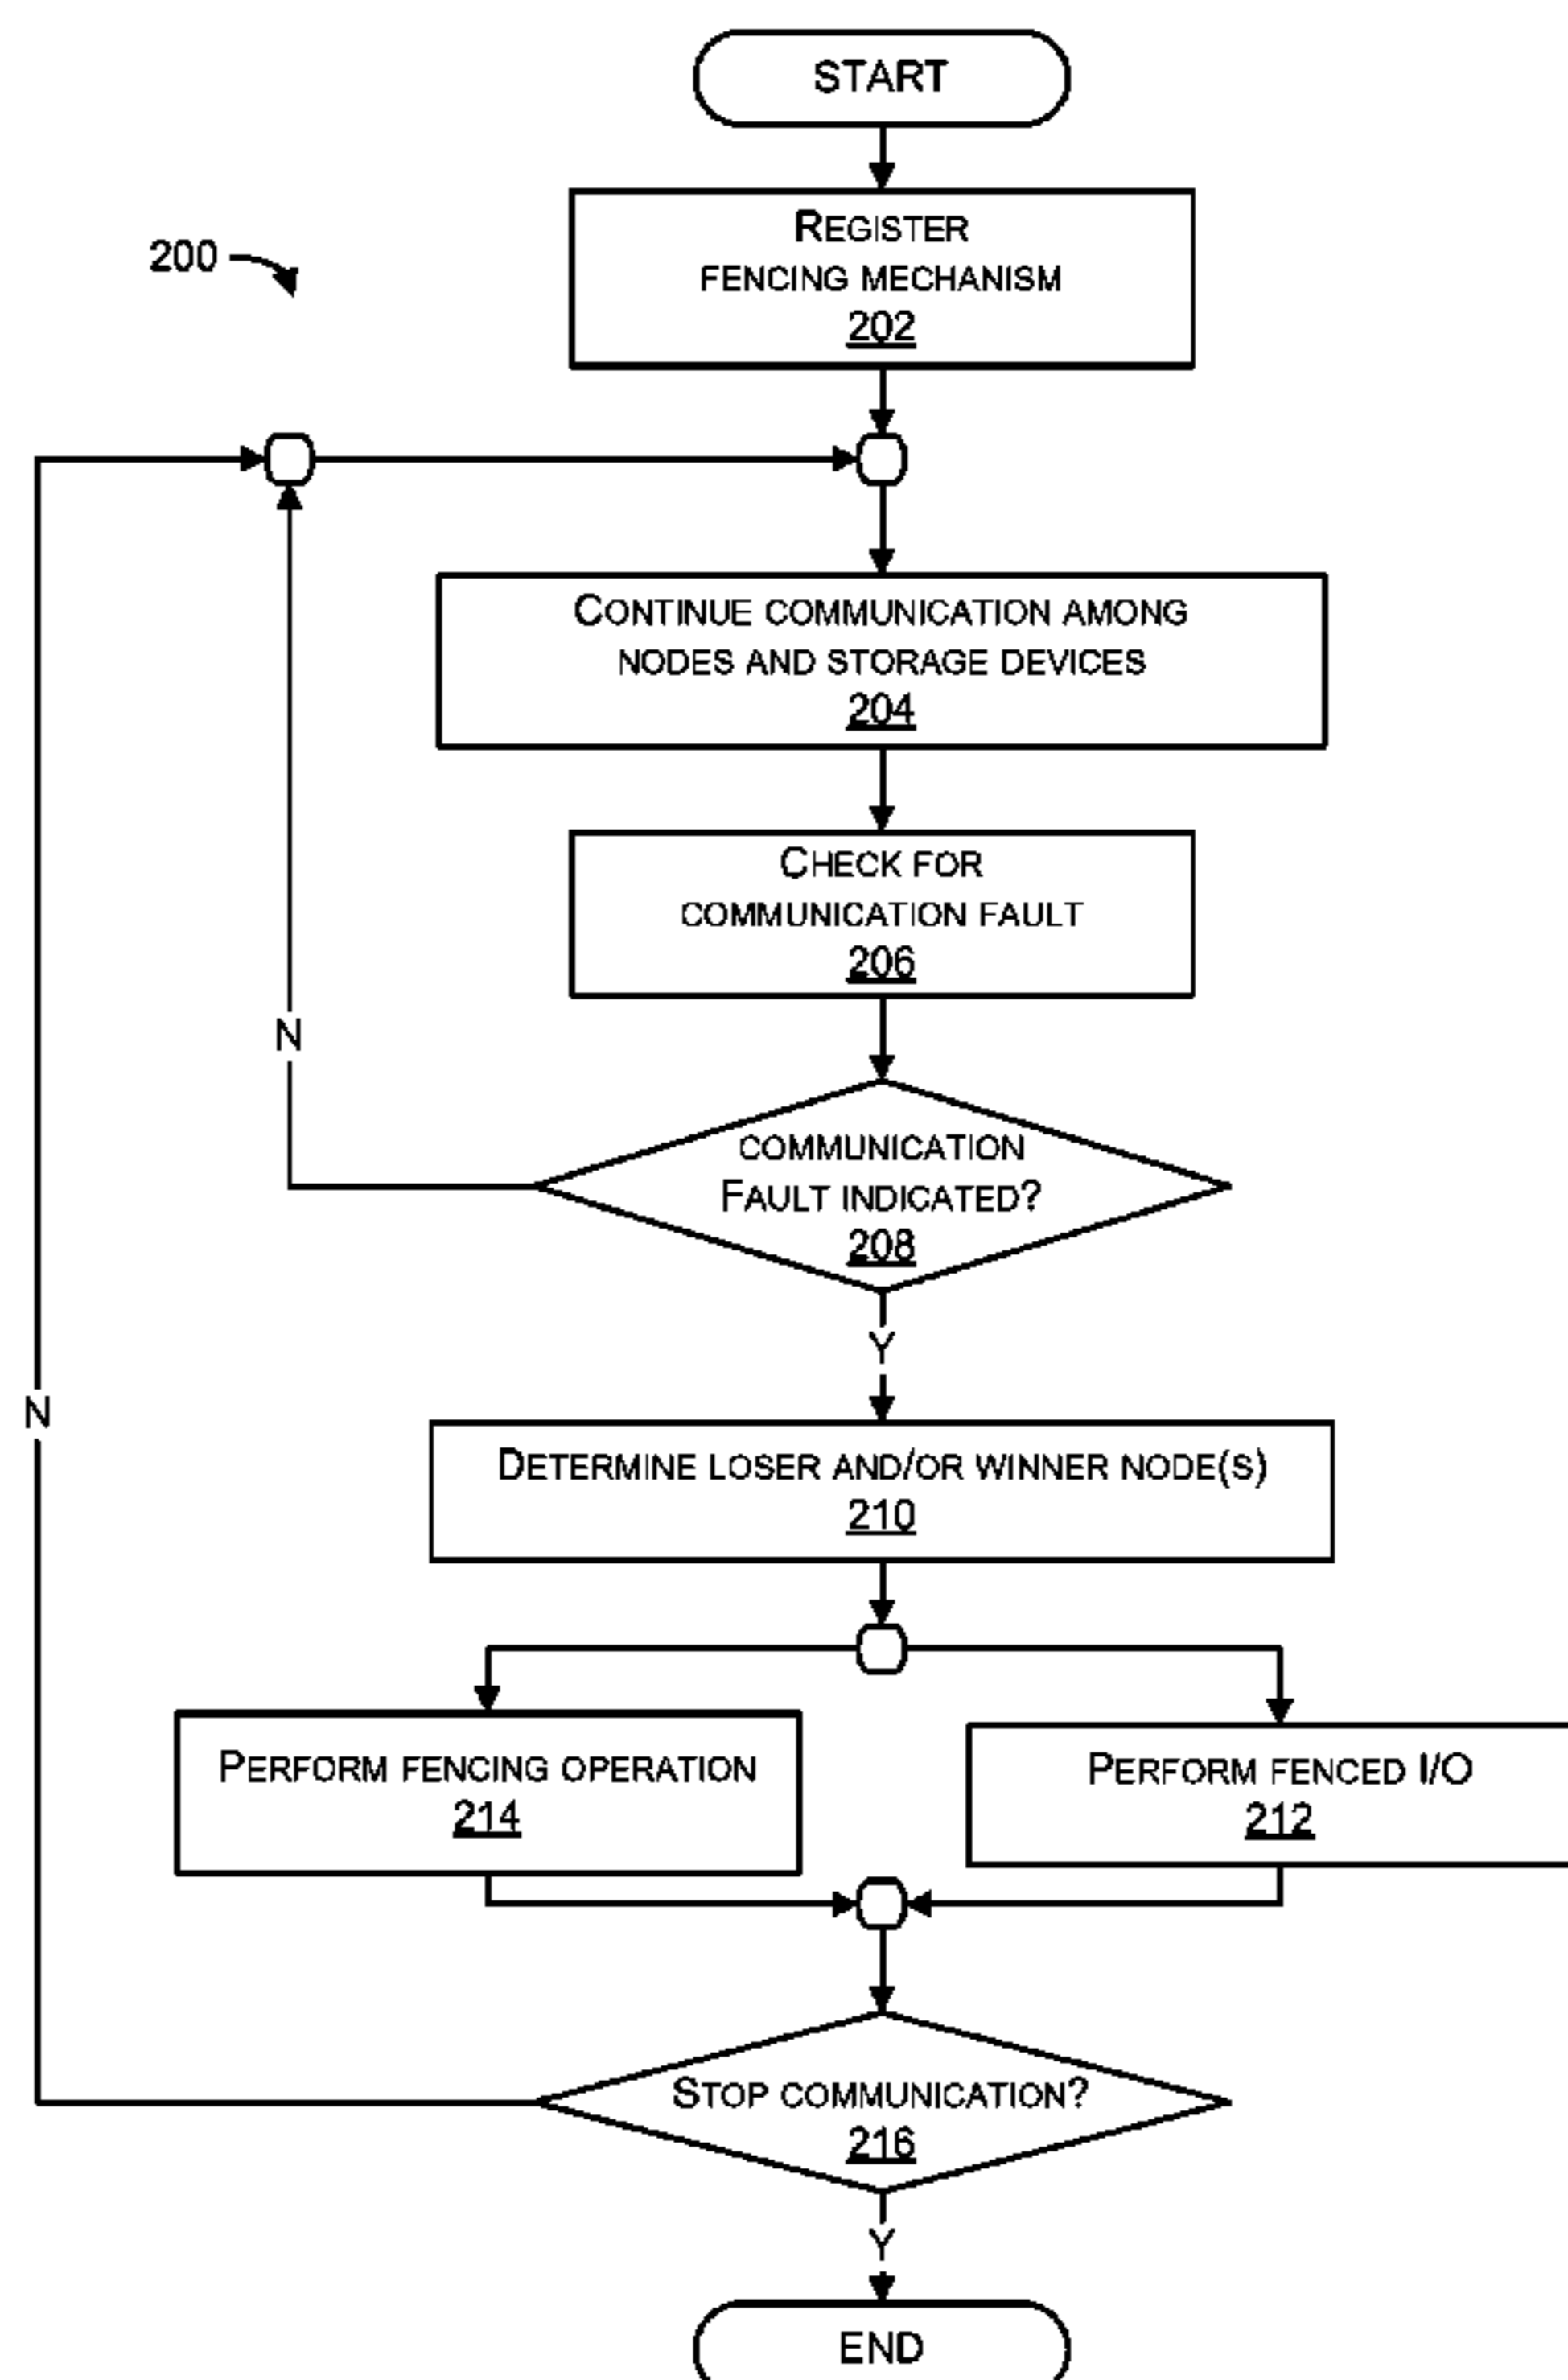 START
200
REGISTER
FENCING MECHANISM
202
CONTINUE COMMUNICATION AMONG
NODES AND STORAGE DEVICES
204
CHECK FOR
COMMUNICATION FAULT
206
N
COMMUNICATION
FAULT INDICATED?
208
Y
N
DETERMINE LOSER AND/OR WINNER NODE(S)
210
PERFORM FENCING OPERATION
214
PERFORM FENCED I/O
212
STOP COMMUNICATION?
216
Y
END